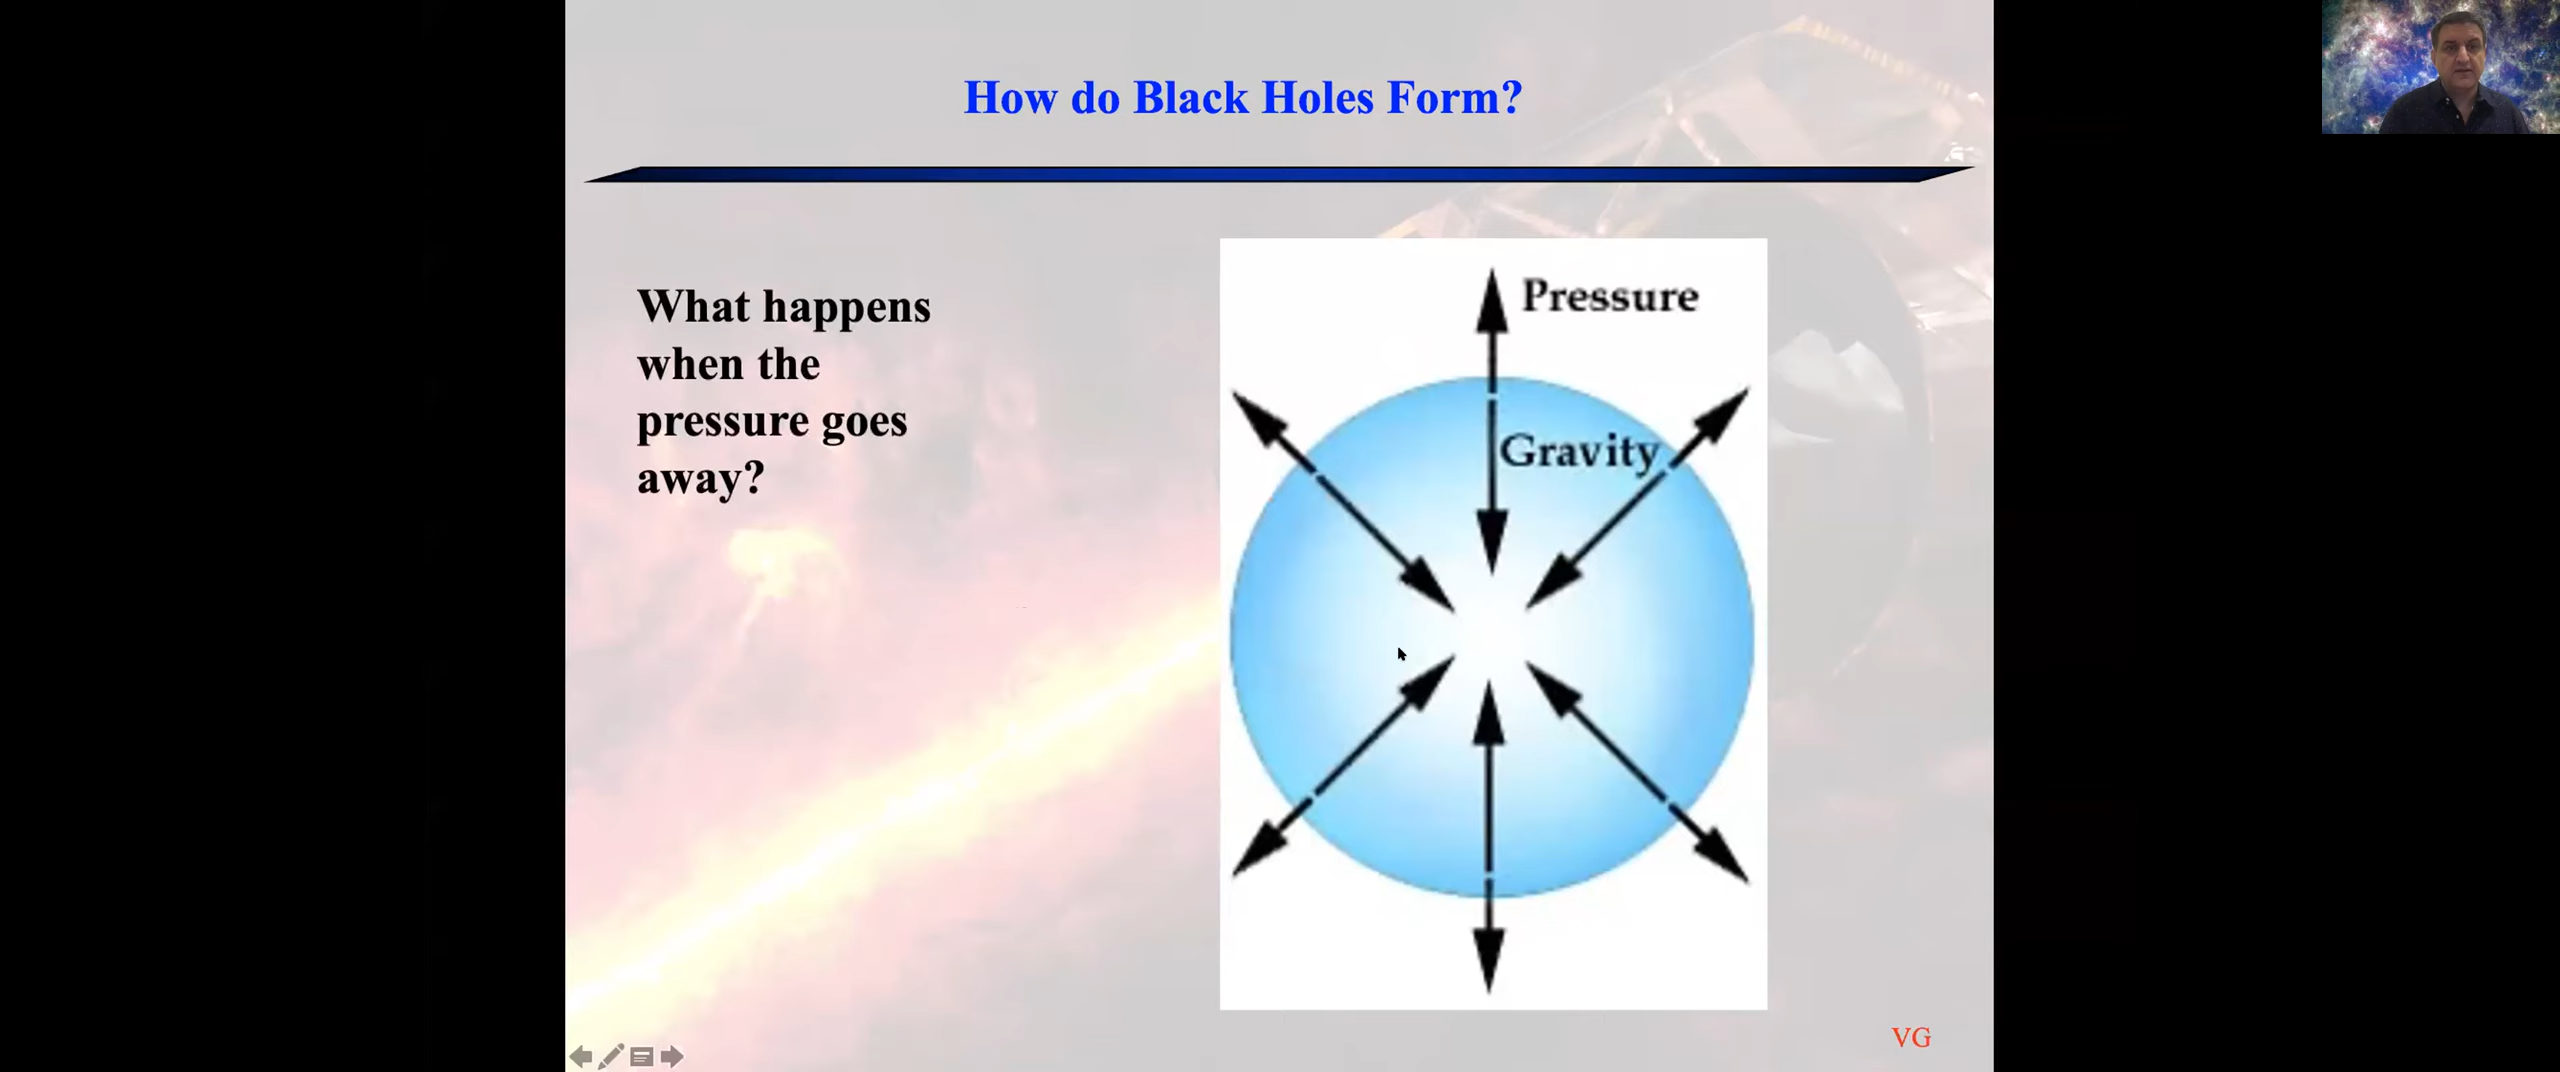 How do Black Holes Form?
What happens
when the
pressure goes
away?
Pressure
Gravity
VG